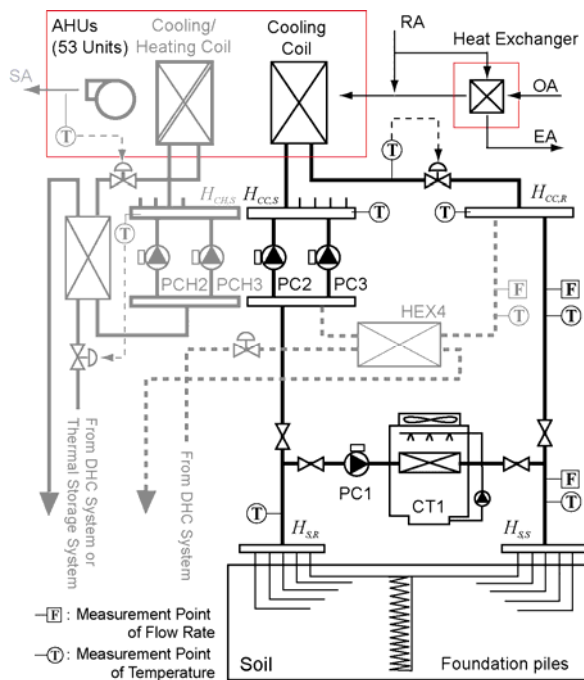 AHUs
(53 Units)
Cooling/
Heating Coil
Cooling
Coil
RA
Heat Exchanger
SA
OA
EA
T
T
H_CH,S
H_CC,S
T
T
H_CC,R
T
PCH2
PCH3
PC2
PC3
HEX4
F
F
T
T
From DHC System or
Thermal Storage System
From DHC System
PC1
CT1
F
T
T
H_S,R
H_S,S
F : Measurement Point
of Flow Rate
T : Measurement Point
of Temperature
Soil
Foundation piles